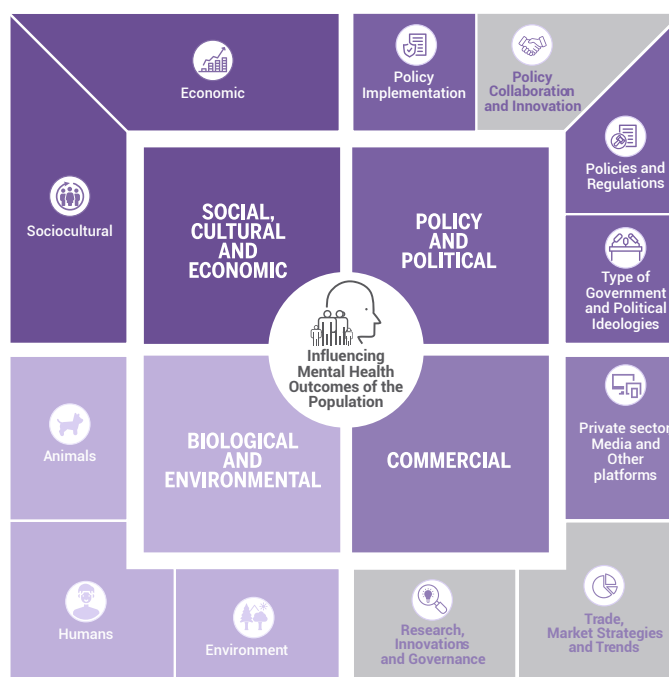 Economic
Policy
Implementation
Policy
Collaboration
and Innovation
Sociocultural
SOCIAL,
CULTURAL
AND
ECONOMIC
POLICY
AND
POLITICAL
Policies and
Regulations
Type of
Government
and Political
Ideologies
Influencing
Mental Health
Outcomes of the
Population
Animals
BIOLOGICAL
AND
ENVIRONMENTAL
COMMERCIAL
Private sector
Media and
Other
platforms
Humans
Environment
Research,
Innovations
and Governance
Trade,
Market Strategies
and Trends